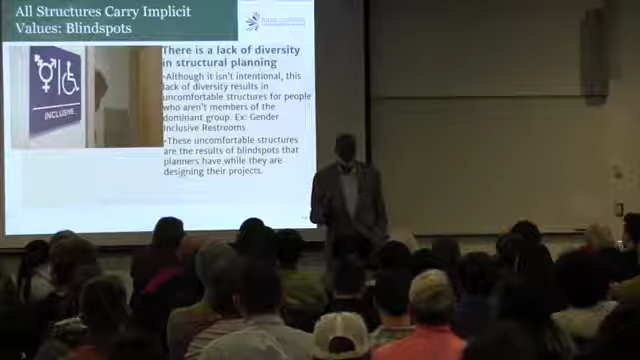 All Structures Carry Implicit
Values: Blindspots
There is a lack of diversity
in structural planning
•Although it isn't intentional, this
lack of diversity results in
uncomfortable structures for people
who aren't members of the
dominant group. Ex: Gender
Inclusive Restrooms.
•These uncomfortable structures
are the results of blindspots that
planners have while they are
designing their projects.
INCLUSIVE